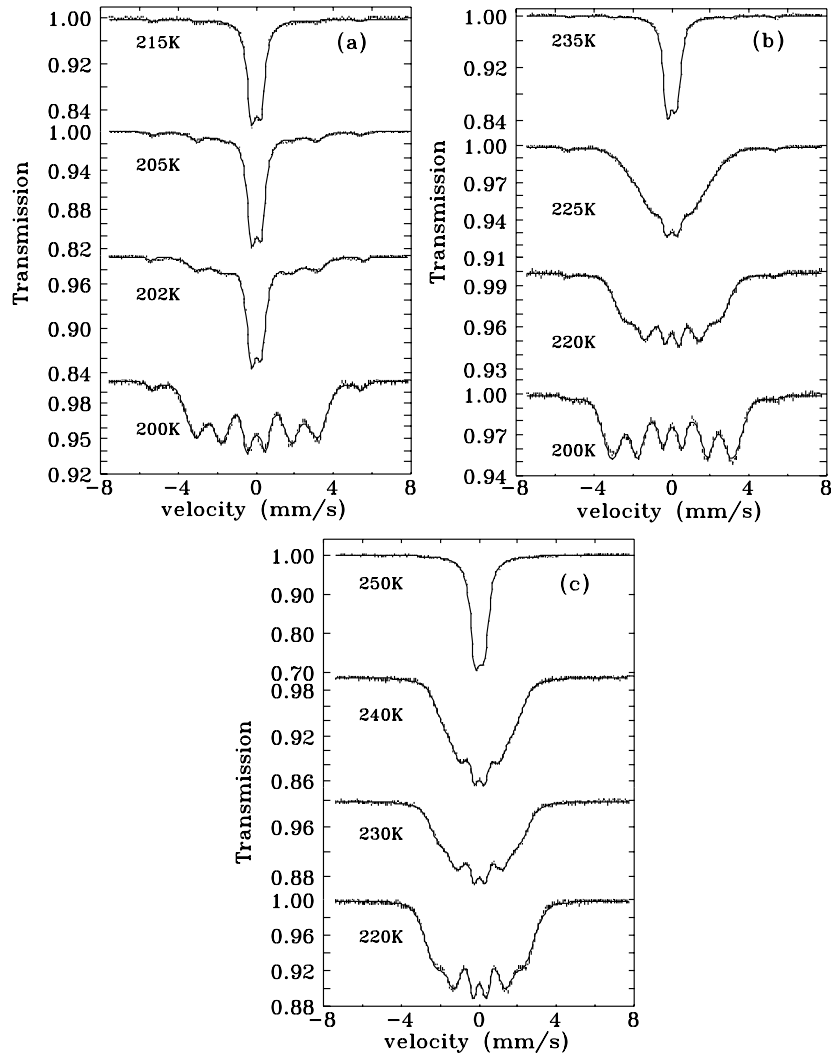 1.00
215K
(a)
0.92
0.84
1.00
0.94
205K
0.88
0.82
0.96
202K
0.90
0.84
0.98
200K
0.95
0.92
-8 -4 0 4 8
velocity (mm/s)
Transmission
1.00
235K
(b)
0.92
0.84
1.00
0.97
225K
0.94
0.91
0.99
0.96
220K
0.93
1.00
200K
0.97
0.94
-8 -4 0 4 8
velocity (mm/s)
Transmission
1.00
250K
(c)
0.90
0.80
0.70
0.98
240K
0.92
0.86
0.96
230K
0.88
1.00
220K
0.96
0.92
0.88
-8 -4 0 4 8
velocity (mm/s)
Transmission